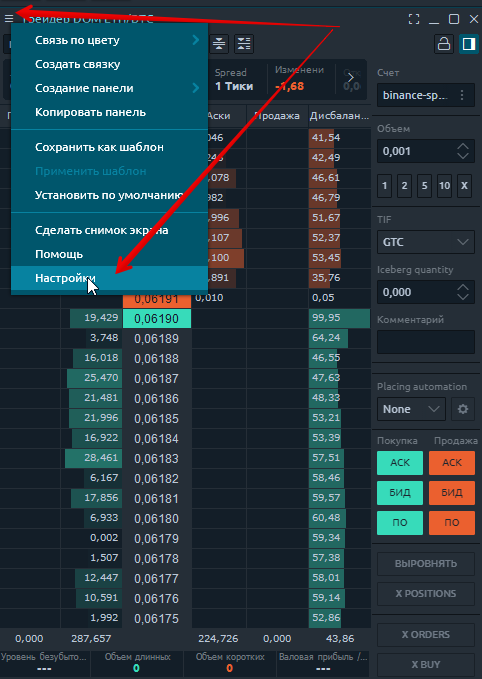 Трейдер DOM ETH/BTC
Связь по цвету
Создать связку
Создание панели
Копировать панель
Сохранить как шаблон
Применить шаблон
Установить по умолчанию
Сделать снимок экрана
Помощь
Настройки
Spread
1 Тики
Изменени
-1,68
Аски
Продажа
Дисбалан...
,046
41,54
42,49
,078
46,61
,982
46,79
,996
51,67
,107
52,37
,100
53,45
,891
35,76
0,06191
0,010
0,05
19,429
0,06190
99,95
3,748
0,06189
64,24
16,018
0,06188
46,55
25,470
0,06187
47,63
21,481
0,06186
48,33
21,996
0,06185
53,21
16,922
0,06184
53,39
28,461
0,06183
57,51
6,167
0,06182
58,46
17,856
0,06181
59,57
6,933
0,06180
60,48
0,002
0,06179
59,34
1,507
0,06178
57,38
12,447
0,06177
58,01
10,591
0,06176
59,14
1,992
0,06175
52,86
0,000
287,657
224,726
0,000
43,86
Уровень безубыто...
---
Объем длинных
0
Объем коротких
0
Валовая прибыль /...
---
Счет
binance-sp...
Объем
0,001
1
2
5
10
X
TIF
GTC
Iceberg quantity
0,000
Комментарий
Placing automation
None
Покупка
Продажа
АСК
АСК
БИД
БИД
ПО
ПО
ВЫРОВНЯТЬ
X POSITIONS
X ORDERS
X BUY